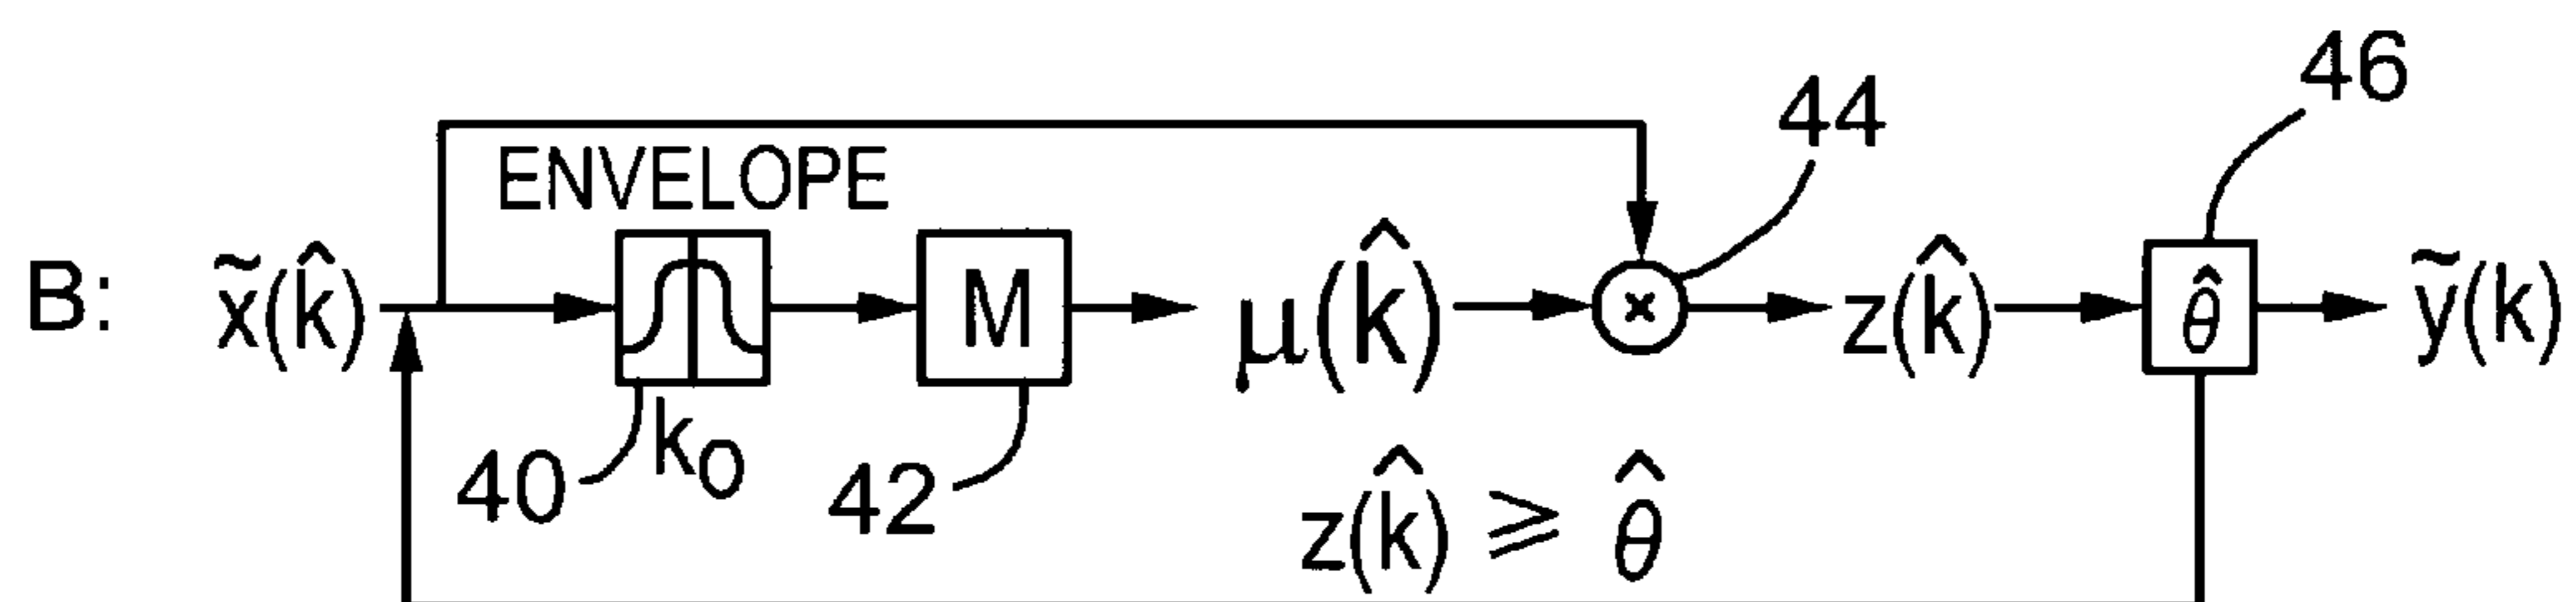 46
44
ENVELOPE
B: x̃(k̂) M μ(k̂) × z(k̂) θ̂ ỹ(k)
40 k₀ 42 z(k̂) ⩾ θ̂